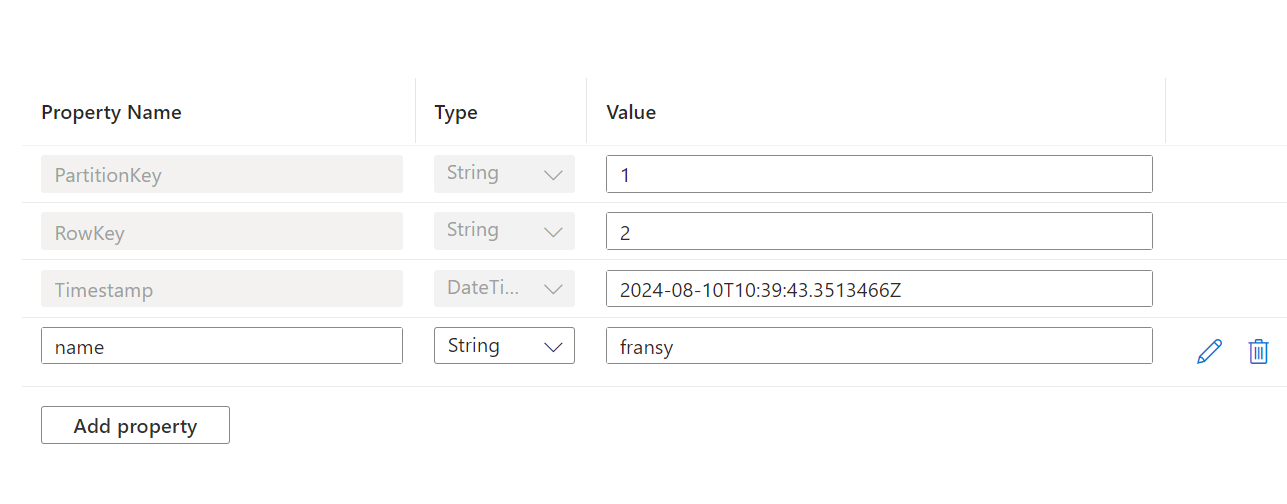 Property Name Type Value
PartitionKey String 1
RowKey String 2
Timestamp DateTi... 2024-08-10T10:39:43.3513466Z
name String fransy
Add property